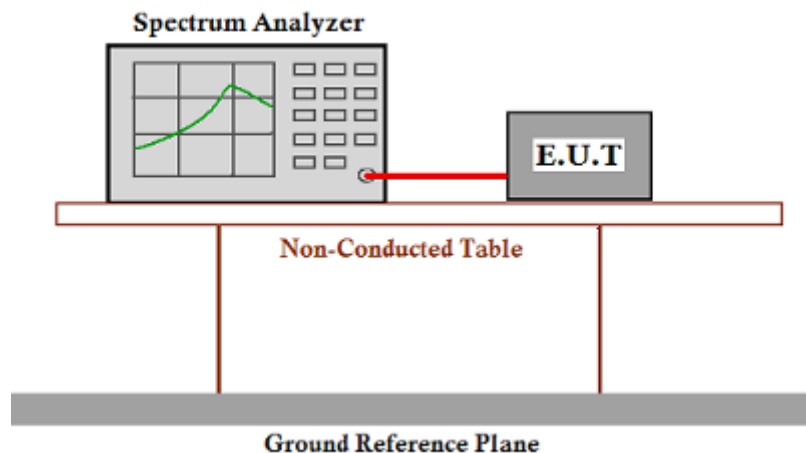 Spectrum Analyzer
E.U.T
Non-Conducted Table
Ground Reference Plane